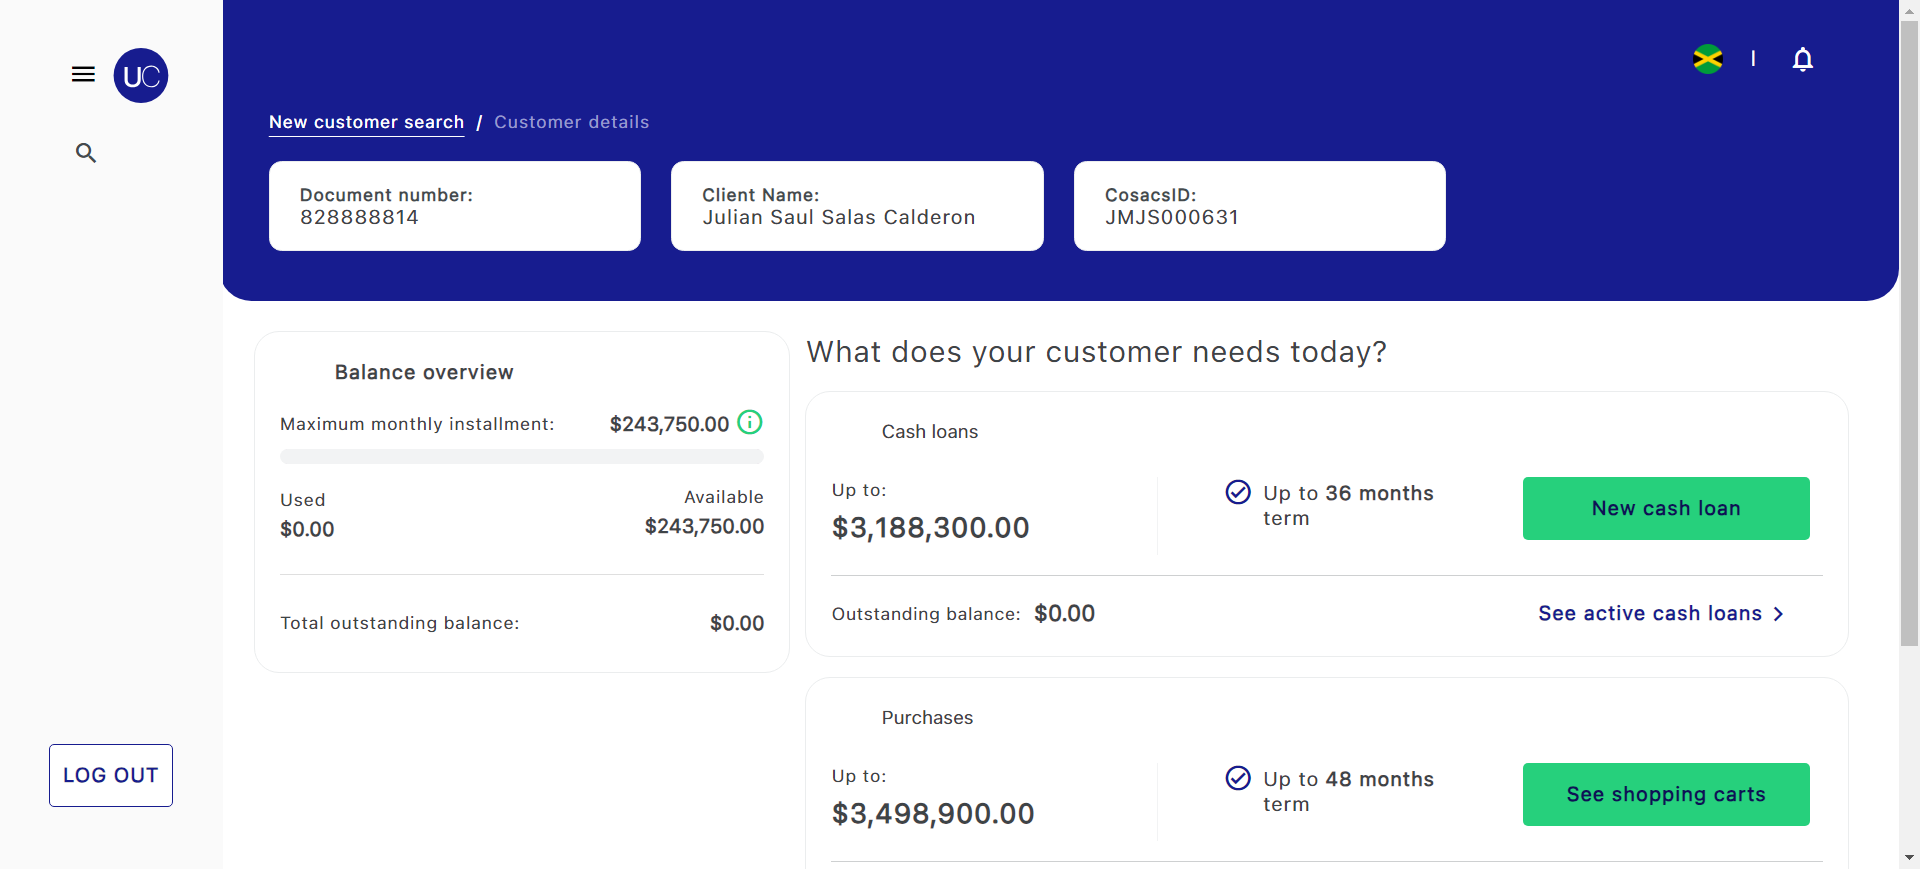 UC
New customer search / Customer details
Document number:
828888814
Client Name:
Julian Saul Salas Calderon
CosacsID:
JMJS000631
Balance overview
Maximum monthly installment: $243,750.00
Used
$0.00
Available
$243,750.00
Total outstanding balance: $0.00
What does your customer needs today?
Cash loans
Up to:
$3,188,300.00
Up to 36 months
term
New cash loan
Outstanding balance: $0.00
See active cash loans
Purchases
Up to:
$3,498,900.00
Up to 48 months
term
See shopping carts
LOG OUT